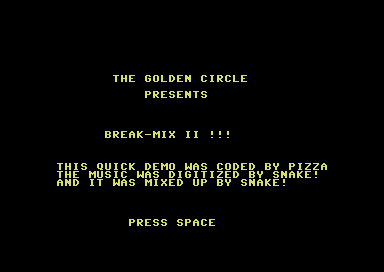 THE GOLDEN CIRCLE
PRESENTS
BREAK-MIX II !!!
THIS QUICK DEMO WAS CODED BY PIZZA
THE MUSIC WAS DIGITIZED BY SNAKE!
AND IT WAS MIXED UP BY SNAKE!
PRESS SPACE